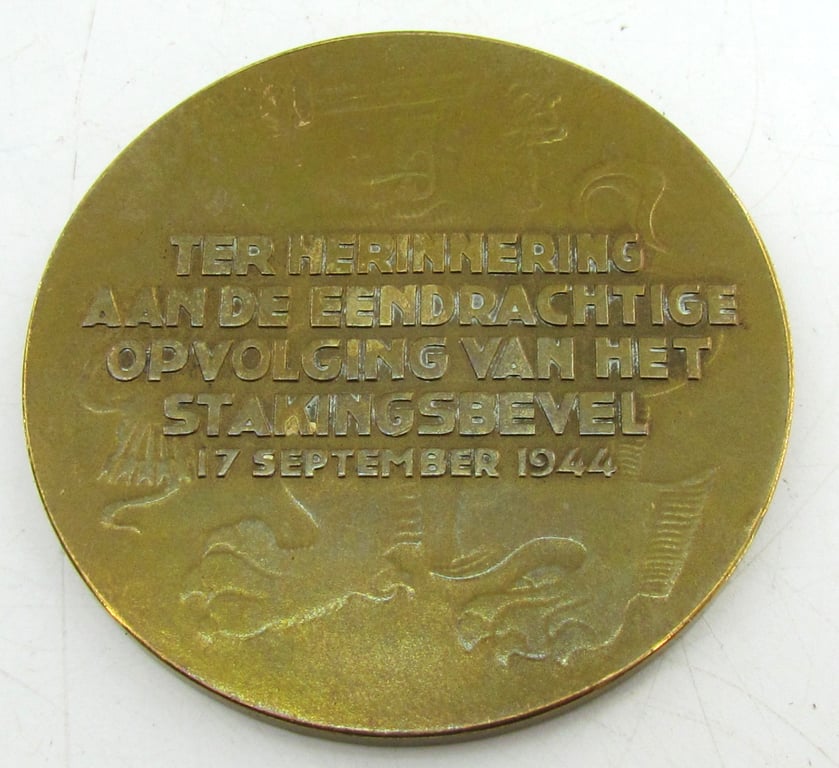 TER HERINNERING
AAN DE EENDRACHTIGE
OPVOLGING VAN HET
STAKINGSBEVEL
17 SEPTEMBER 1944